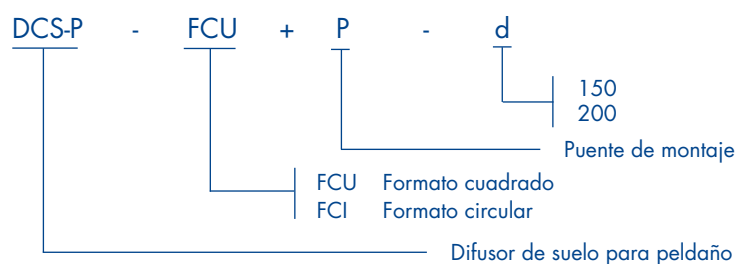 DCS-P - FCU + P - d
150
200
Puente de montaje
FCU Formato cuadrado
FCI Formato circular
Difusor de suelo para peldaño